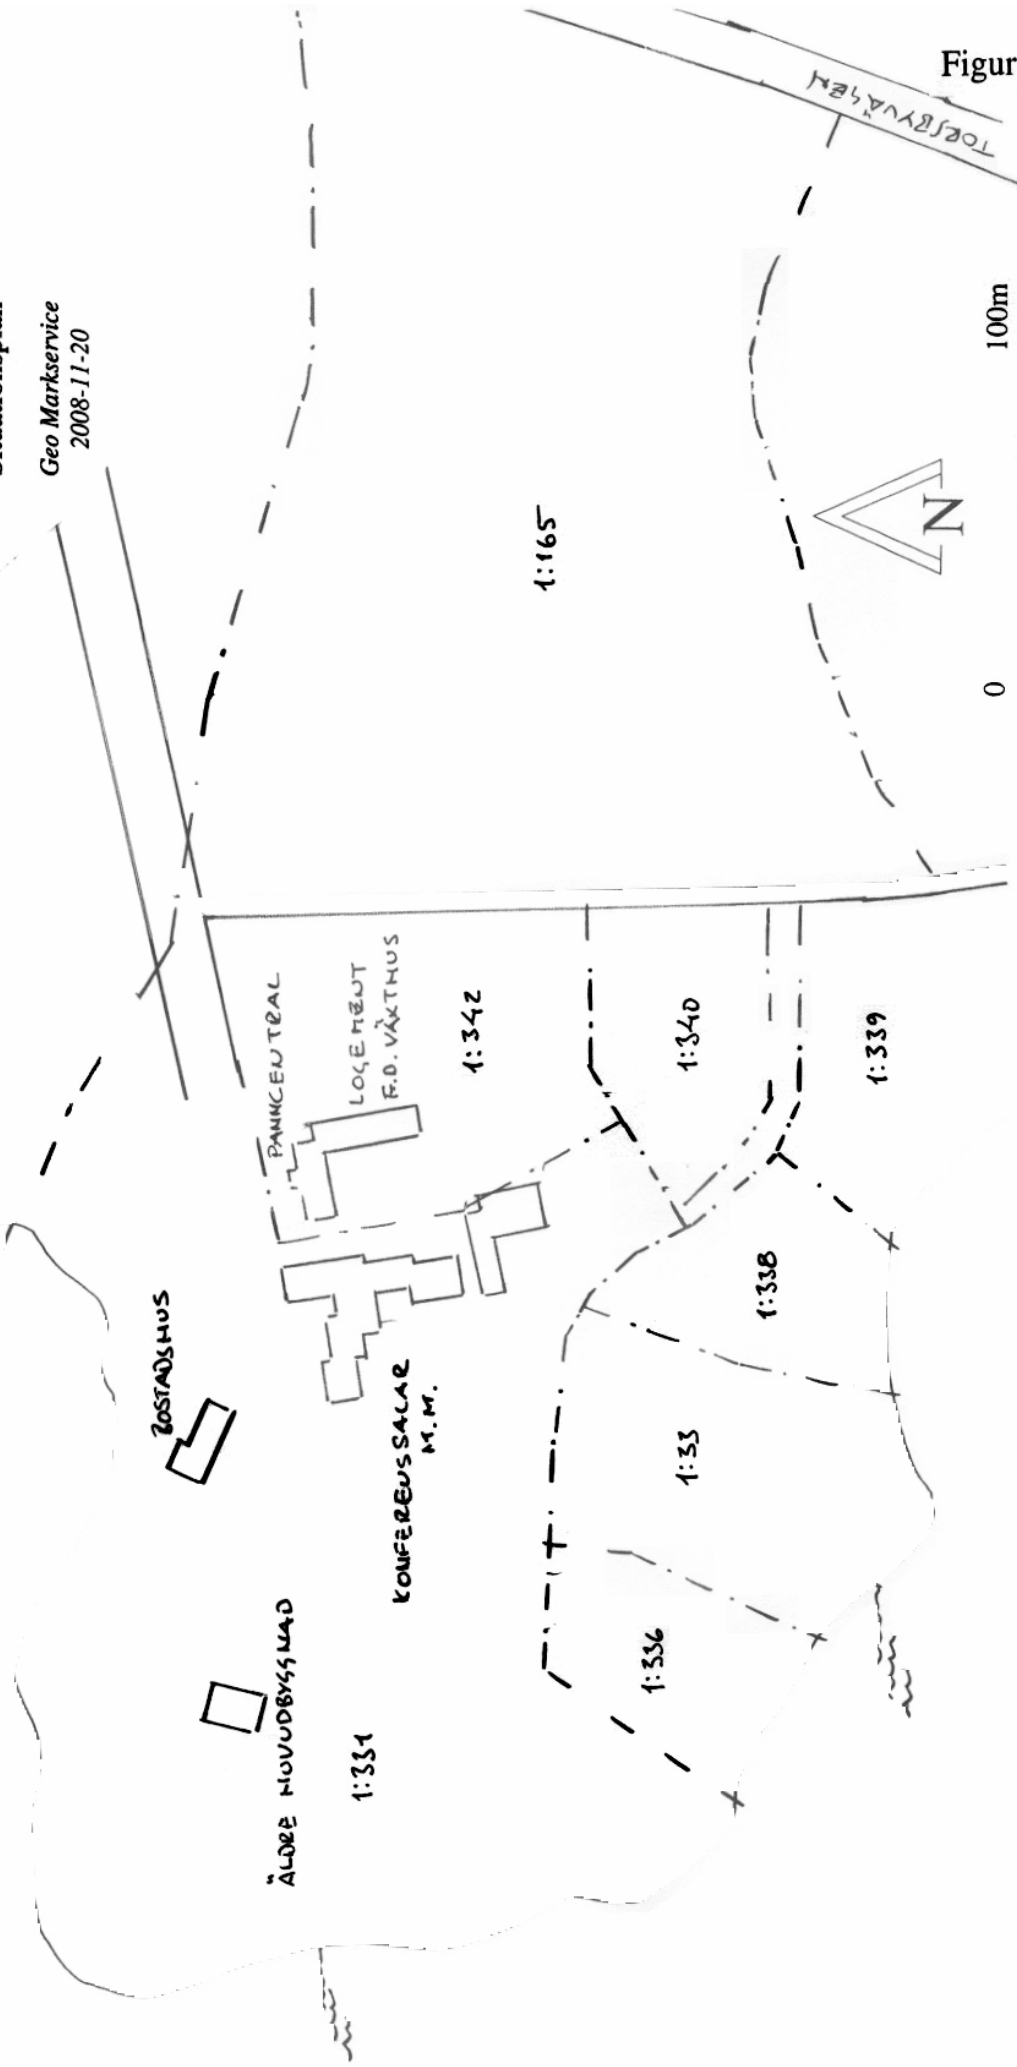 Figur
TORSBYVÄGEN
Geo Markservice
2008-11-20
100m
0
N
1:165
PANNCENTRAL
LOGEMENT
F.D. VÄXTHUS
1:342
1:340
1:339
BOSTADSHUS
KONFERENSSALAR
M.M.
1:338
1:33
1:336
ÄLDRE HUVUDBYGGNAD
1:331